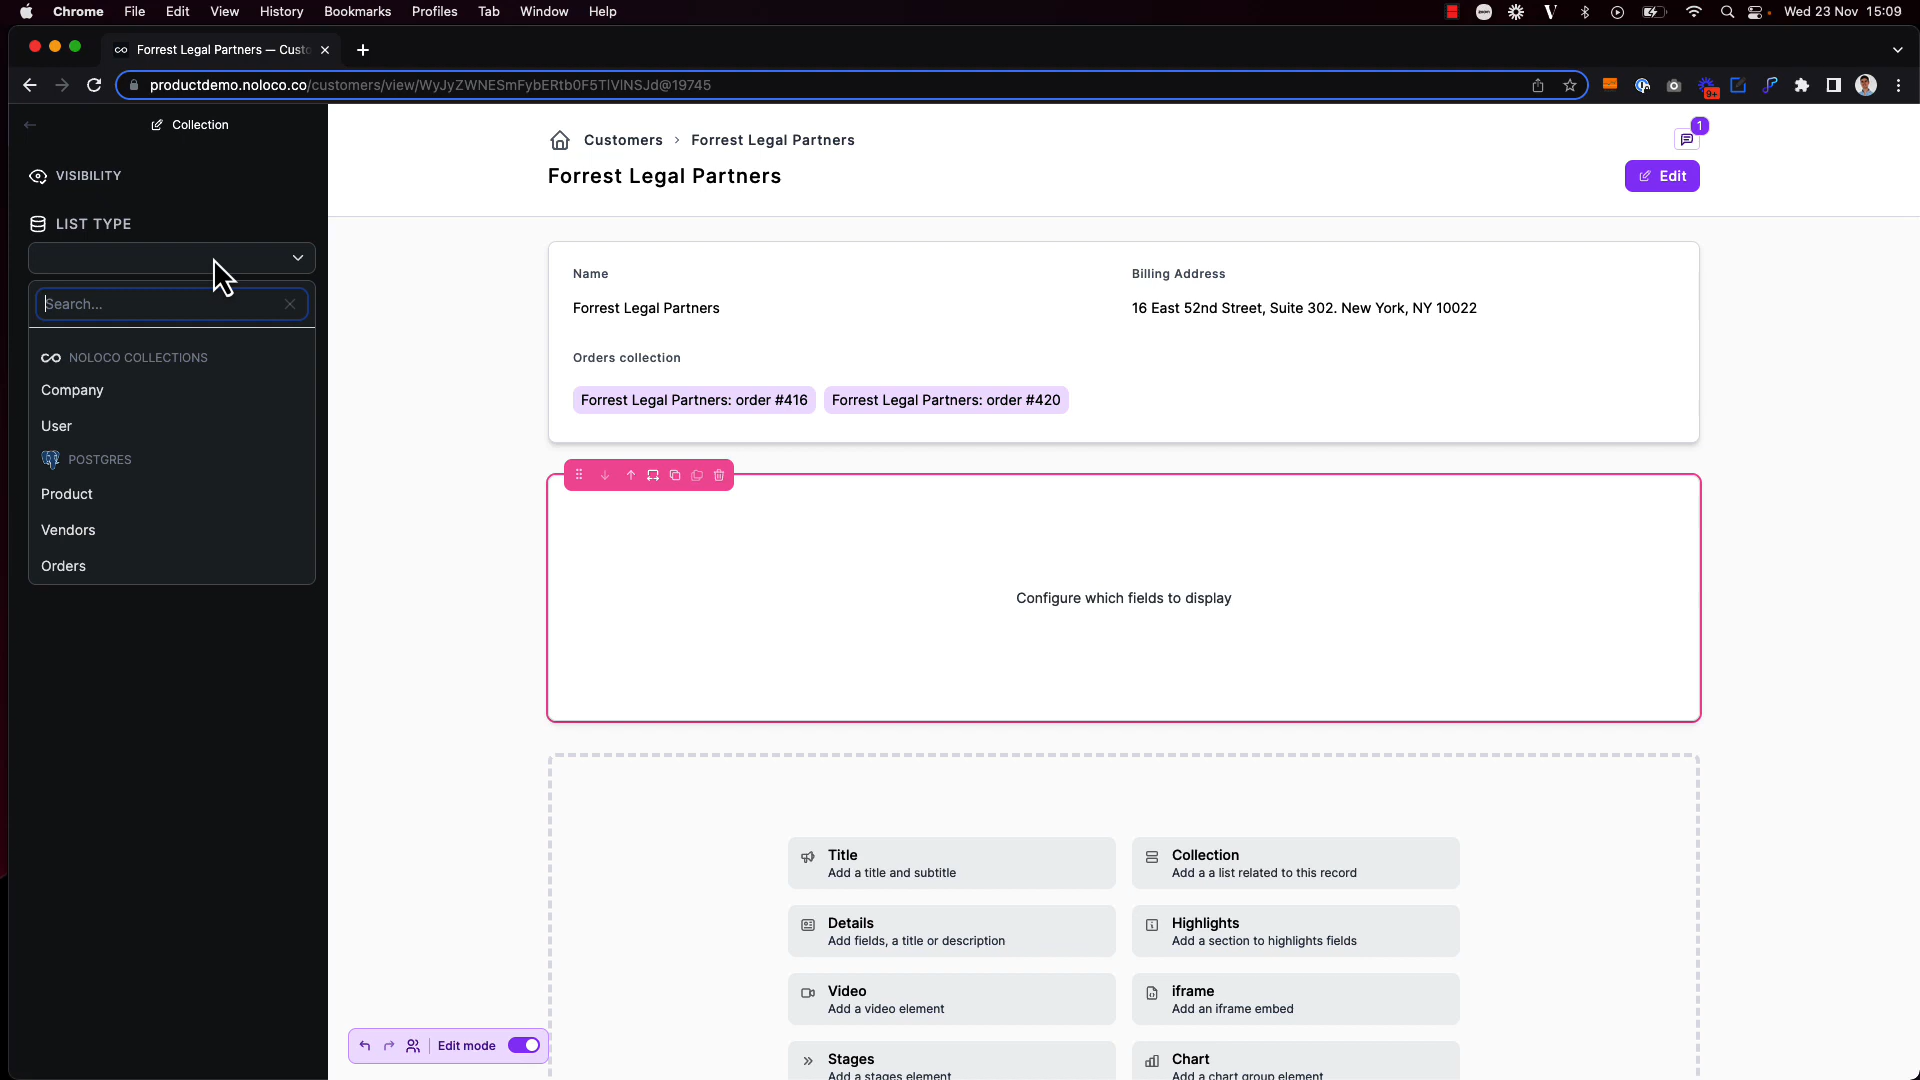 Chrome File Edit View History Bookmarks Profiles Tab Window Help
Wed 23 Nov 15:09
Forrest Legal Partners — Custo
productdemo.noloco.co/customers/view/WyJyZWNESmFybERtb0F5TlVlNSJd@19745
9+
Collection
VISIBILITY
LIST TYPE
Search...
NOLOCO COLLECTIONS
Company
User
POSTGRES
Product
Vendors
Orders
Customers › Forrest Legal Partners
1
Forrest Legal Partners
Edit
Name
Forrest Legal Partners
Billing Address
16 East 52nd Street, Suite 302. New York, NY 10022
Orders collection
Forrest Legal Partners: order #416
Forrest Legal Partners: order #420
Configure which fields to display
Title
Add a title and subtitle
Collection
Add a a list related to this record
Details
Add fields, a title or description
Highlights
Add a section to highlights fields
Video
Add a video element
iframe
Add an iframe embed
Stages
Add a stages element
Chart
Add a chart group element
Edit mode